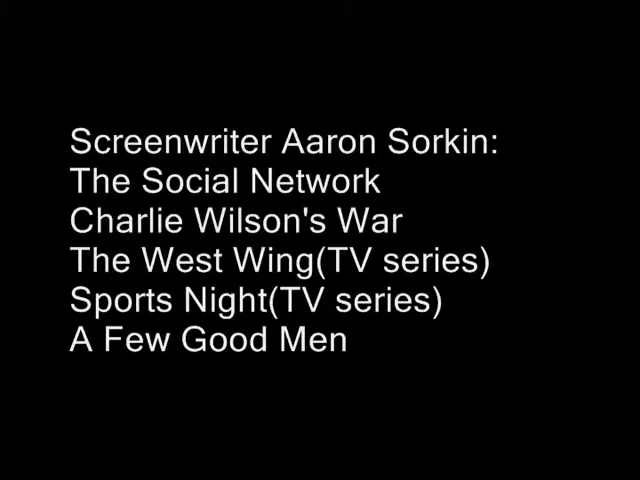 Screenwriter Aaron Sorkin:
The Social Network
Charlie Wilson's War
The West Wing(TV series)
Sports Night(TV series)
A Few Good Men